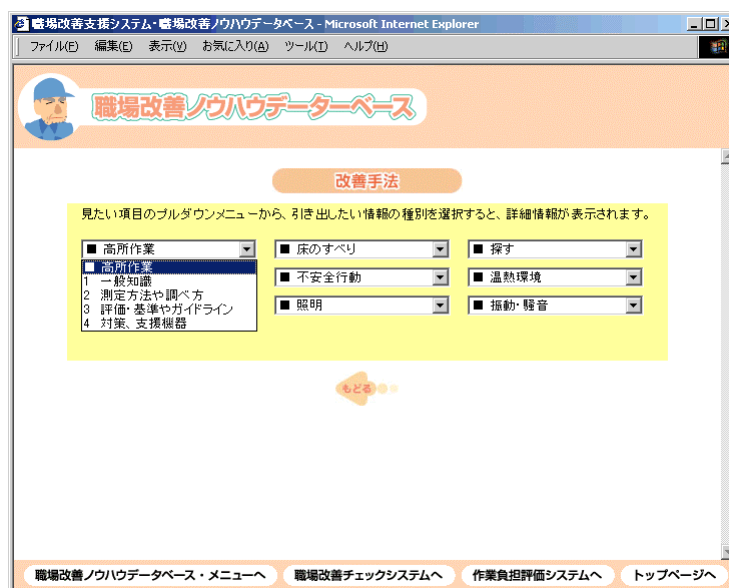 職場改善支援システム・職場改善ノウハウデータベース - Microsoft Internet Explorer
ファイル(F) 編集(E) 表示(V) お気に入り(A) ツール(T) ヘルプ(H)
職場改善ノウハウデーターベース
改善手法
見たい項目のプルダウンメニューから、引き出したい情報の種別を選択すると、詳細情報が表示されます。
■ 高所作業 ■ 床のすべり ■ 探す
■ 高所作業
1 一般知識 ■ 不安全行動 ■ 温熱環境
2 測定方法や調べ方
3 評価・基準やガイドライン ■ 照明 ■ 振動・騒音
4 対策、支援機器
もどる
職場改善ノウハウデータベース・メニューへ 職場改善チェックシステムへ 作業負担評価システムへ トップページへ